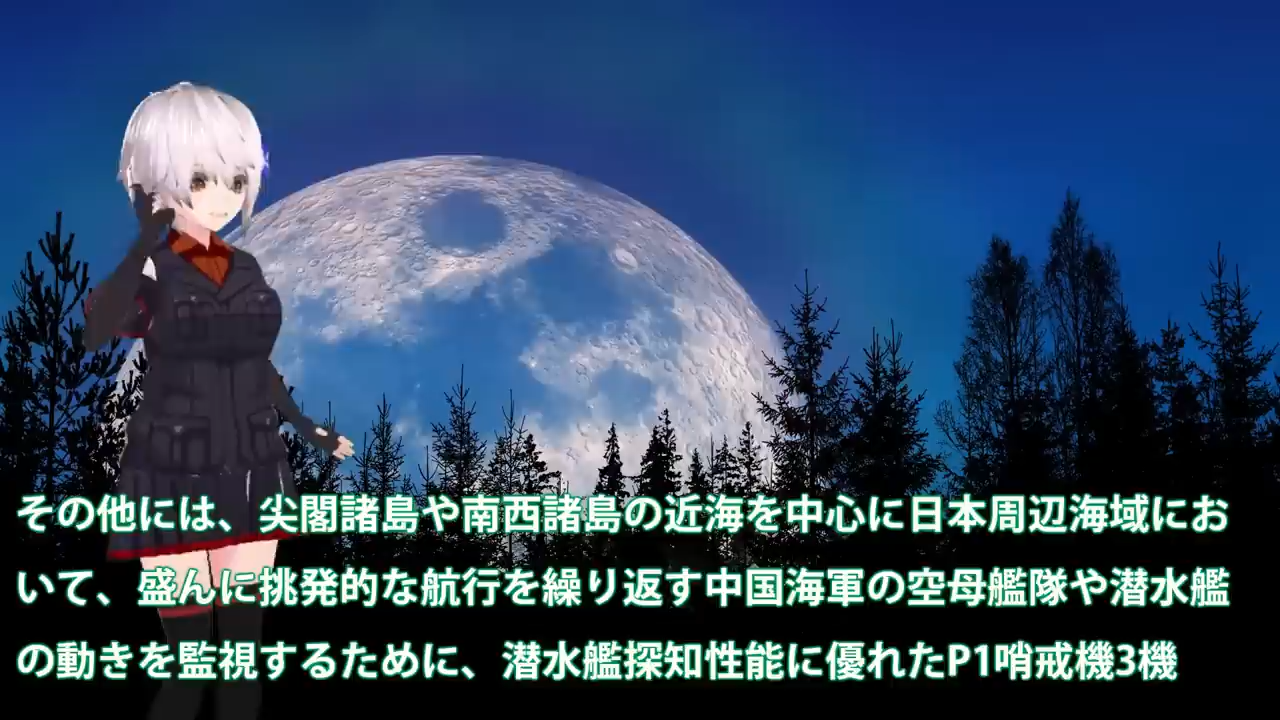 その他には、尖閣諸島や南西諸島の近海を中心に日本周辺海域にお
いて、盛んに挑発的な航行を繰り返す中国海軍の空母艦隊や潜水艦
の動きを監視するために、潜水艦探知性能に優れたP1哨戒機3機